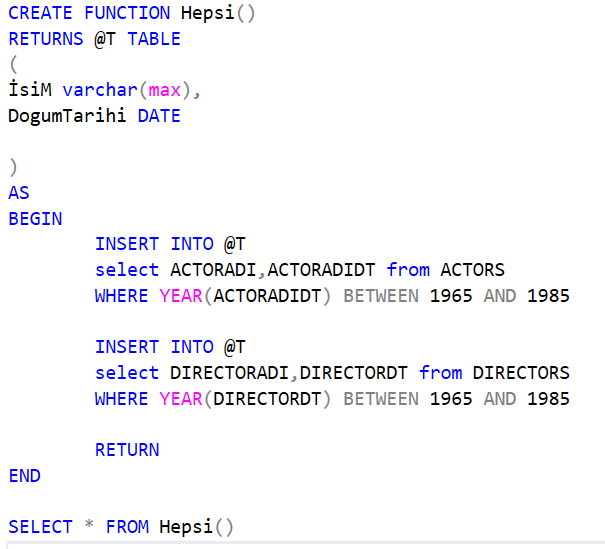 CREATE FUNCTION Hepsi()
RETURNS @T TABLE
(
İsiM varchar(max),
DogumTarihi DATE
)
AS
BEGIN
INSERT INTO @T
select ACTORADI,ACTORADIDT from ACTORS
WHERE YEAR(ACTORADIDT) BETWEEN 1965 AND 1985
INSERT INTO @T
select DIRECTORADI,DIRECTORDT from DIRECTORS
WHERE YEAR(DIRECTORDT) BETWEEN 1965 AND 1985
RETURN
END
SELECT * FROM Hepsi()